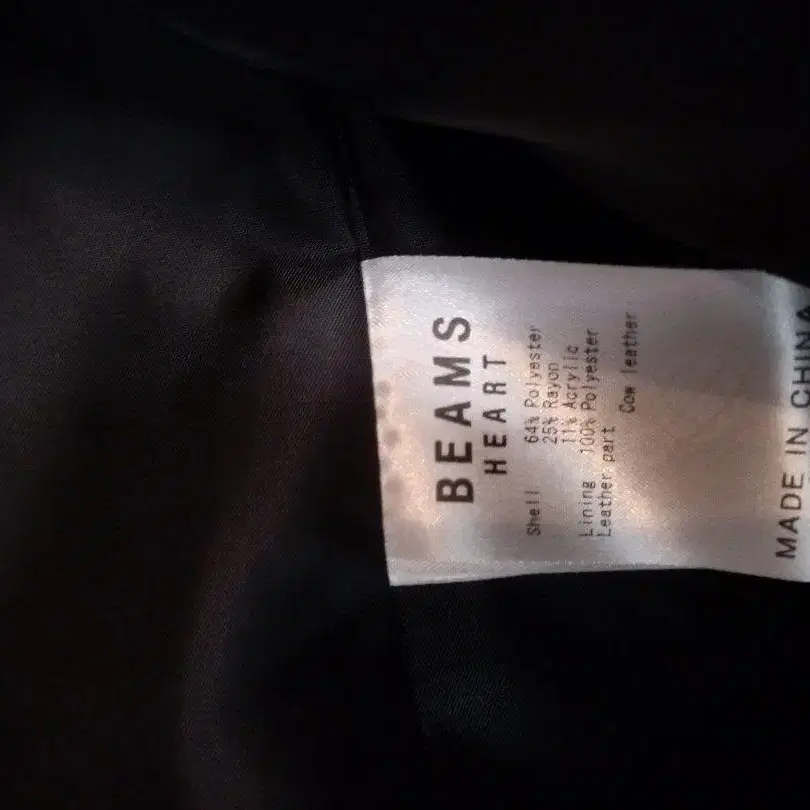 BEAMS
HEART
Shell 64% Polyester
25% Rayon
11% Acrylic
Lining 100% Polyester
Leather part
Cow leather
MADE IN CHINA